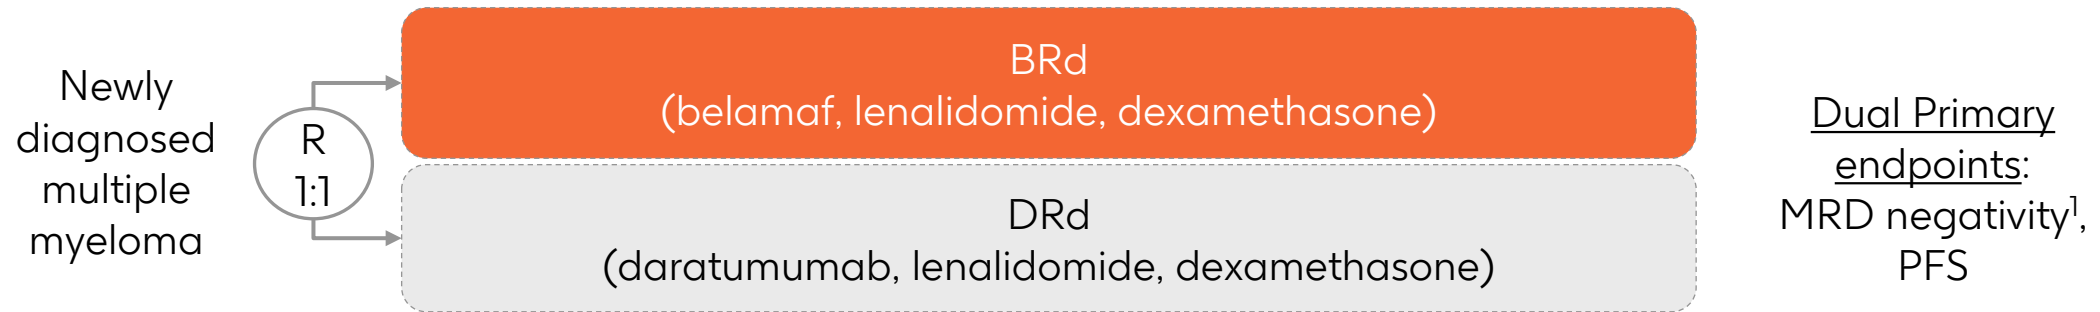 Newly
diagnosed
multiple
myeloma
R
1:1
BRd
(belamaf, lenalidomide, dexamethasone)
DRd
(daratumumab, lenalidomide, dexamethasone)
Dual Primary
endpoints:
MRD negativity¹,
PFS